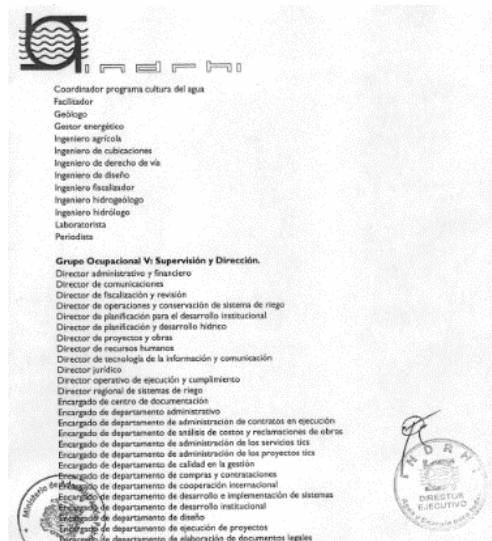 indrhi
Coordinador programa cultura del agua
Facilitador
Geólogo
Gestor energético
Ingeniero agrícola
Ingeniero de cubicaciones
Ingeniero de derecho de vía
Ingeniero de diseño
Ingeniero fiscalizador
Ingeniero hidrogeólogo
Ingeniero hidrólogo
Laboratorista
Periodista
Grupo Ocupacional V: Supervisión y Dirección.
Director administrativo y financiero
Director de comunicaciones
Director de fiscalización y revisión
Director de operaciones y conservación de sistema de riego
Director de planificación para el desarrollo institucional
Director de planificación y desarrollo hídrico
Director de proyectos y obras
Director de recursos humanos
Director de tecnología de la información y comunicación
Director jurídico
Director operativo de ejecución y cumplimiento
Director regional de sistemas de riego
Encargado de centro de documentación
Encargado de departamento administrativo
Encargado de departamento de administración de contratos en ejecución
Encargado de departamento de análisis de costos y reclamaciones de obras
Encargado de departamento de administración de los servicios tics
Encargado de departamento de administración de los proyectos tics
Encargado de departamento de calidad en la gestión
Encargado de departamento de compras y contrataciones
Encargado de departamento de cooperación internacional
Encargado de departamento de desarrollo e implementación de sistemas
Encargado de departamento de desarrollo institucional
Encargado de departamento de diseño
Encargado de departamento de ejecución de proyectos
Encargado de departamento de elaboración de documentos legales
Ministerio de
INDRHI
DIRECTOR
EJECUTIVO